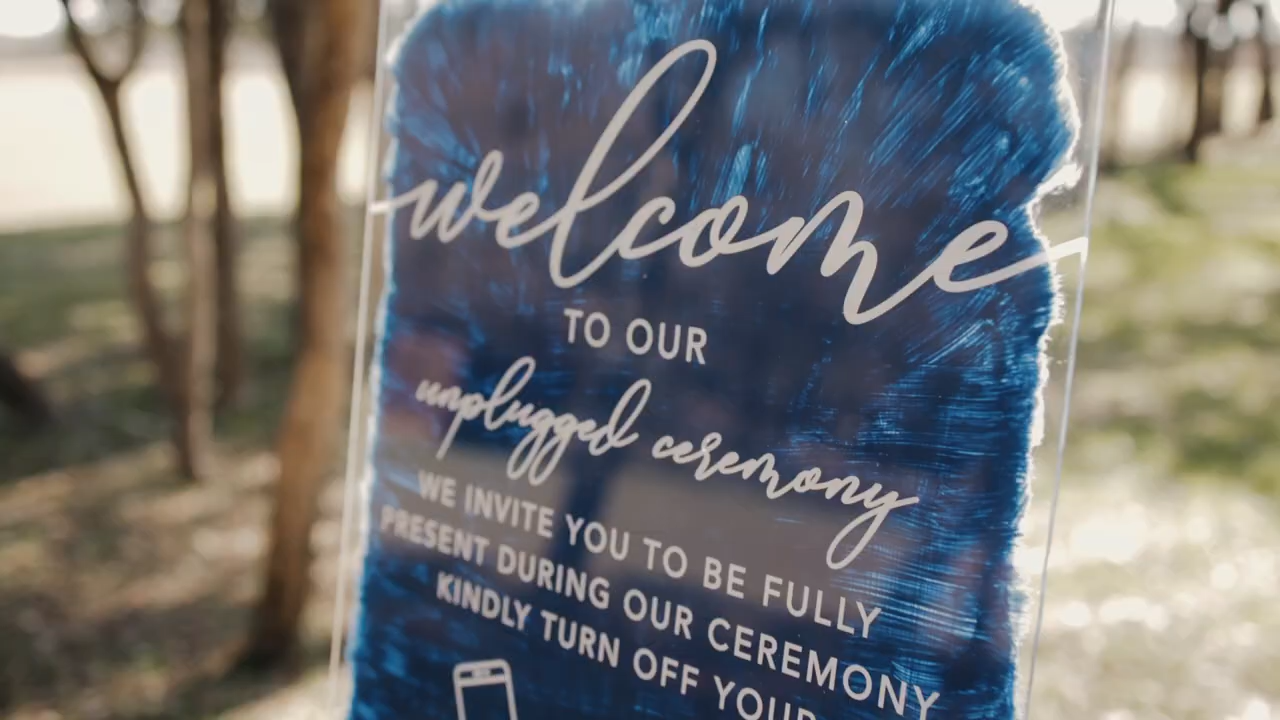 welcome
TO OUR
unplugged ceremony
WE INVITE YOU TO BE FULLY
PRESENT DURING OUR CEREMONY
KINDLY TURN OFF YOUR